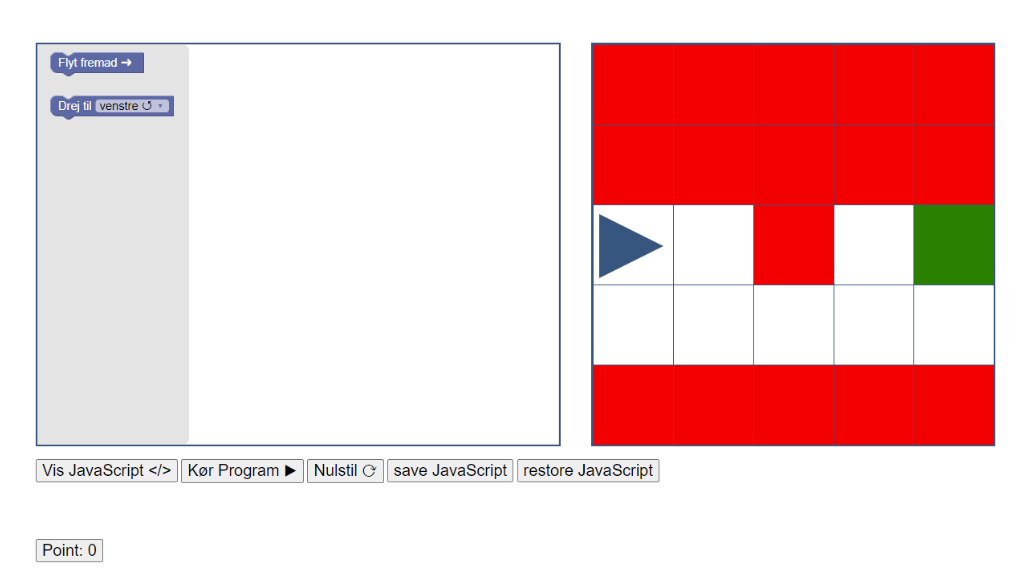 Flyt fremad ➜
Drej til venstre ↺ ▾
Vis JavaScript </> Kør Program ▶ Nulstil ⟳ save JavaScript restore JavaScript
Point: 0